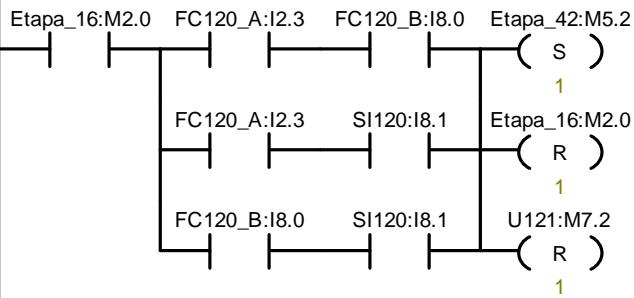 Etapa_16:M2.0 FC120_A:I2.3 FC120_B:I8.0 Etapa_42:M5.2
S
1
FC120_A:I2.3 SI120:I8.1 Etapa_16:M2.0
R
1
FC120_B:I8.0 SI120:I8.1 U121:M7.2
R
1